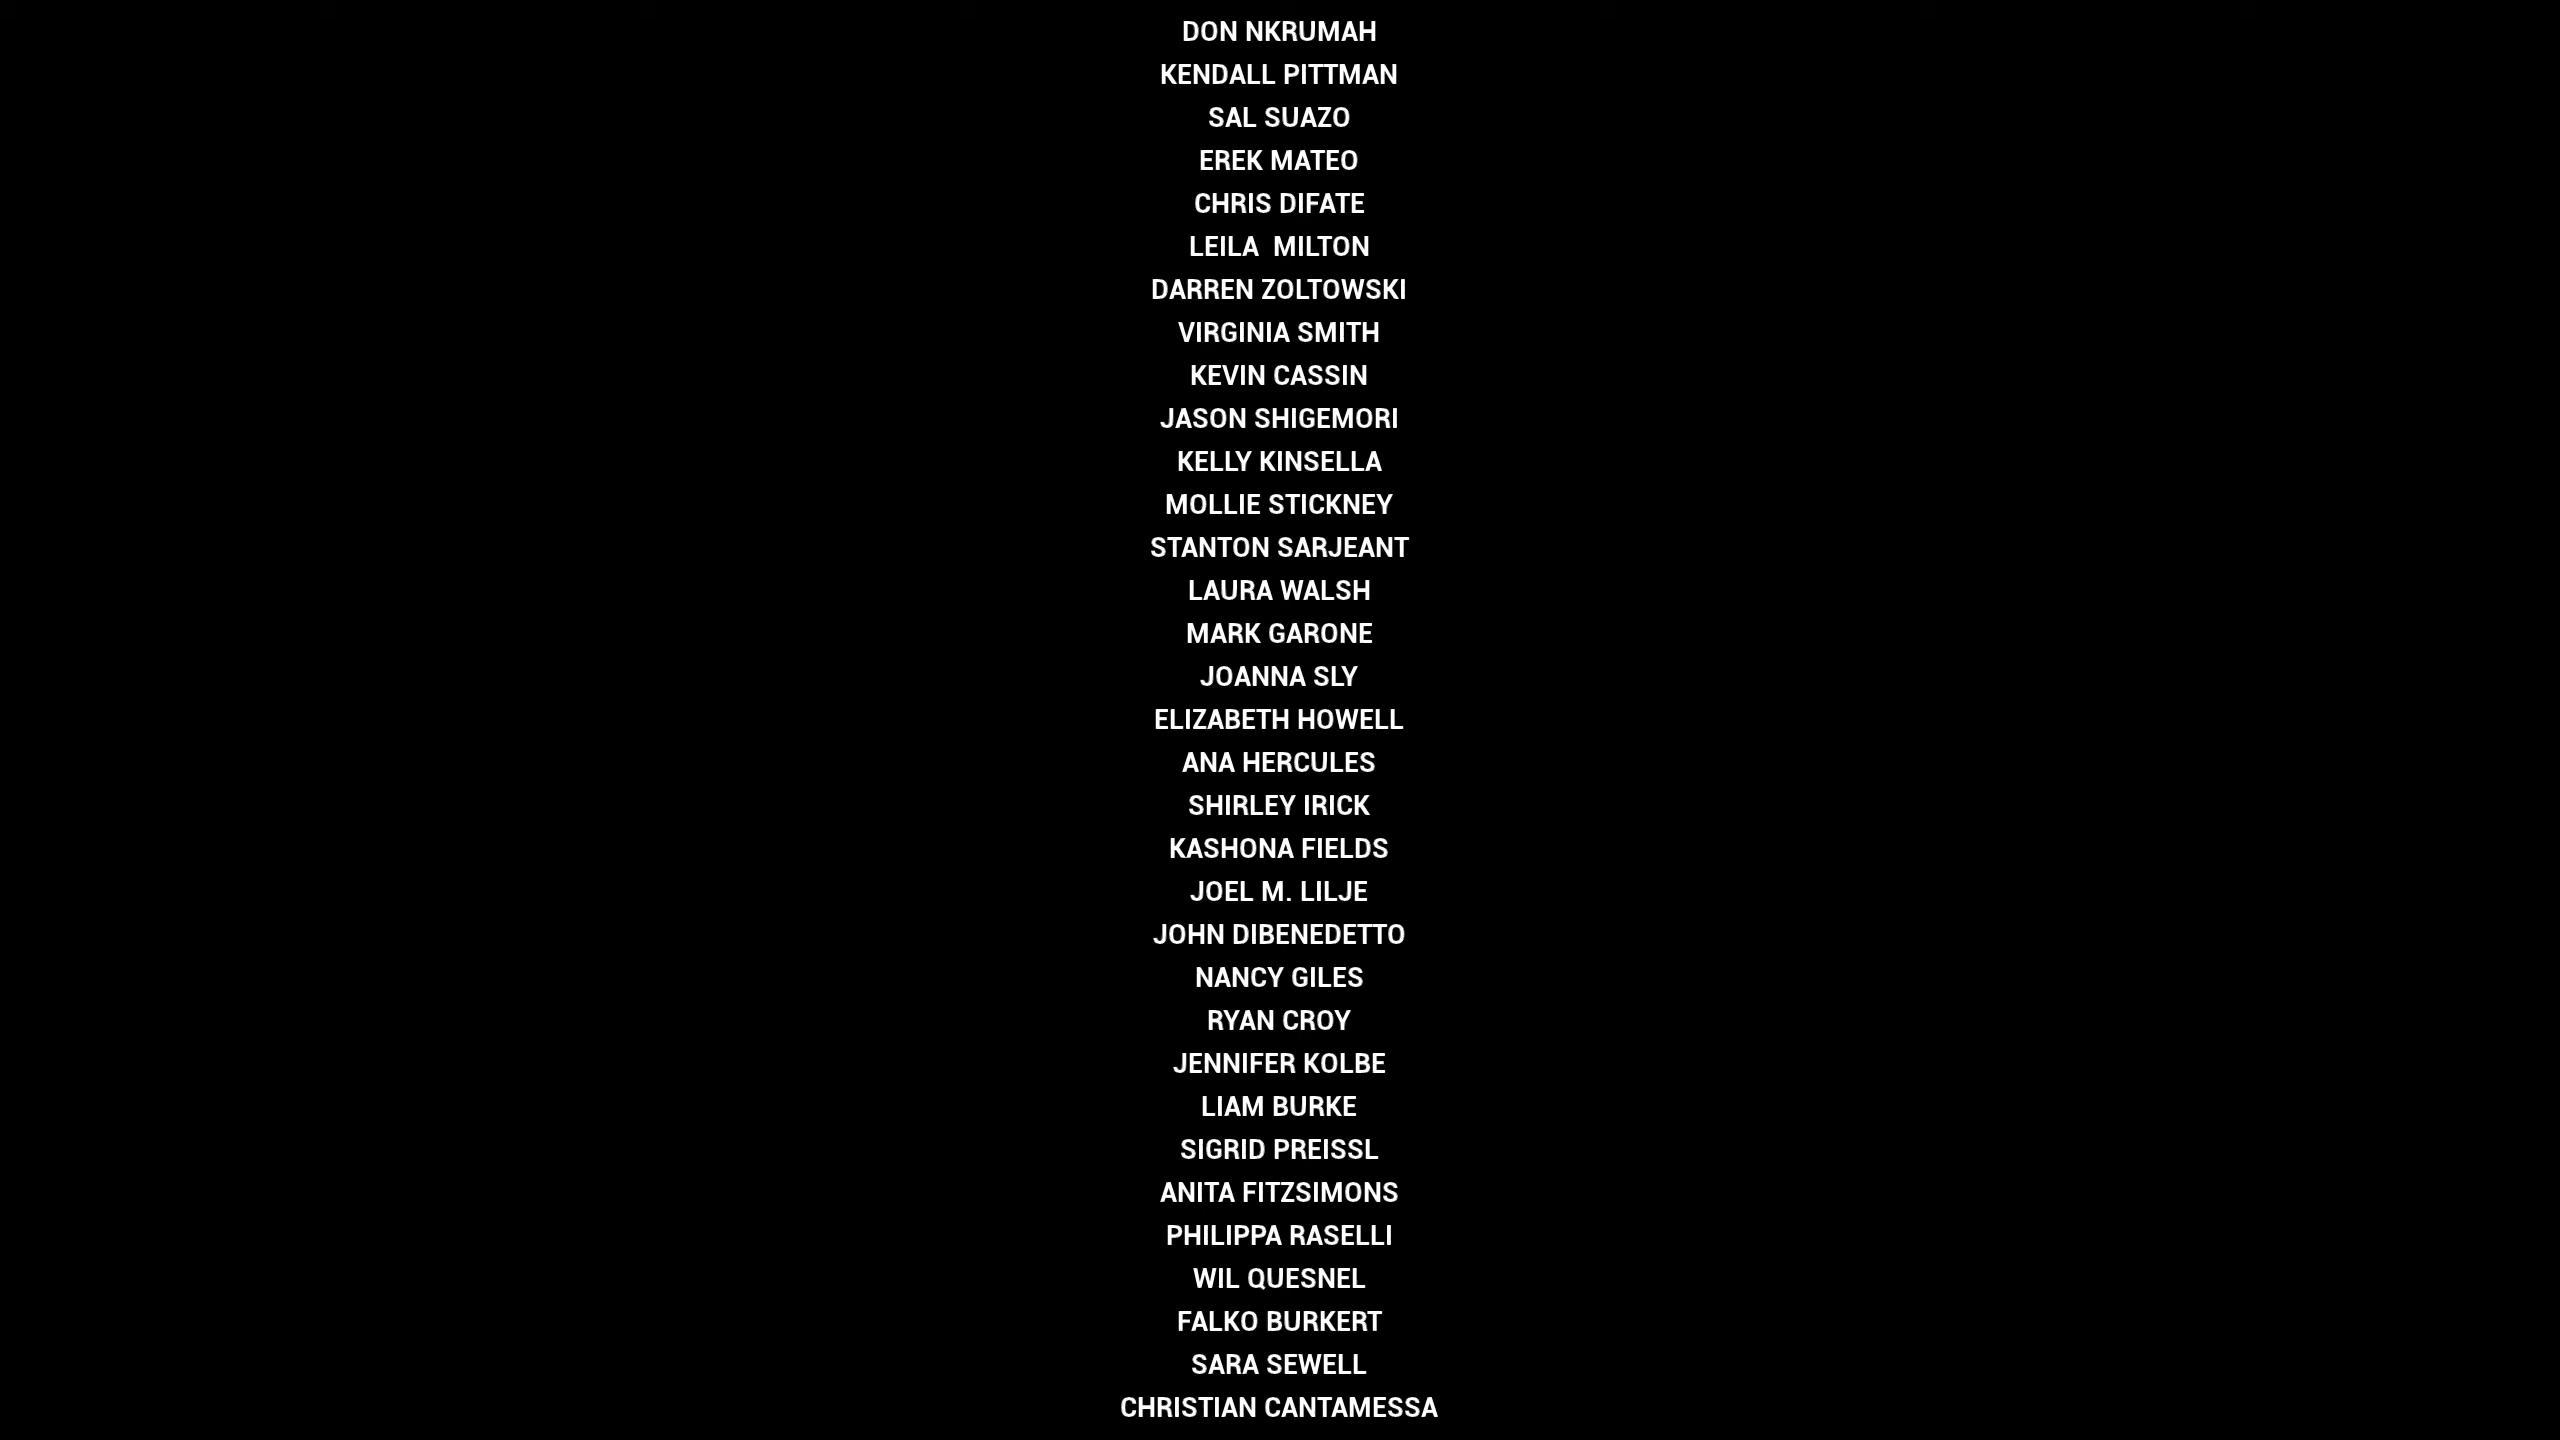 DON NKRUMAH
KENDALL PITTMAN
SAL SUAZO
EREK MATEO
CHRIS DIFATE
LEILA  MILTON
DARREN ZOLTOWSKI
VIRGINIA SMITH
KEVIN CASSIN
JASON SHIGEMORI
KELLY KINSELLA
MOLLIE STICKNEY
STANTON SARJEANT
LAURA WALSH
MARK GARONE
JOANNA SLY
ELIZABETH HOWELL
ANA HERCULES
SHIRLEY IRICK
KASHONA FIELDS
JOEL M. LILJE
JOHN DIBENEDETTO
NANCY GILES
RYAN CROY
JENNIFER KOLBE
LIAM BURKE
SIGRID PREISSL
ANITA FITZSIMONS
PHILIPPA RASELLI
WIL QUESNEL
FALKO BURKERT
SARA SEWELL
CHRISTIAN CANTAMESSA